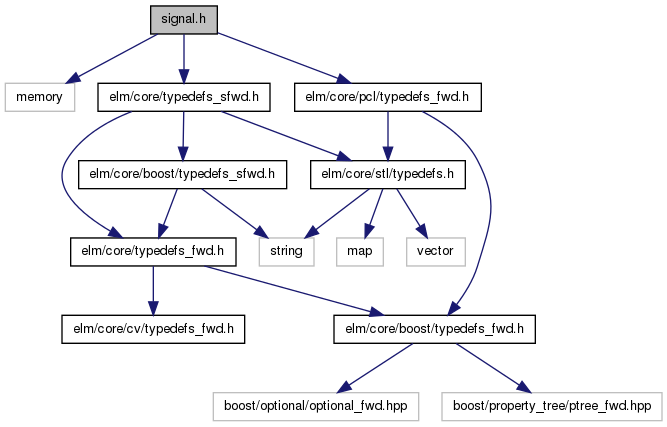 signal.h
memory
elm/core/typedefs_sfwd.h
elm/core/pcl/typedefs_fwd.h
elm/core/boost/typedefs_sfwd.h
elm/core/stl/typedefs.h
elm/core/typedefs_fwd.h
string
map
vector
elm/core/cv/typedefs_fwd.h
elm/core/boost/typedefs_fwd.h
boost/optional/optional_fwd.hpp
boost/property_tree/ptree_fwd.hpp